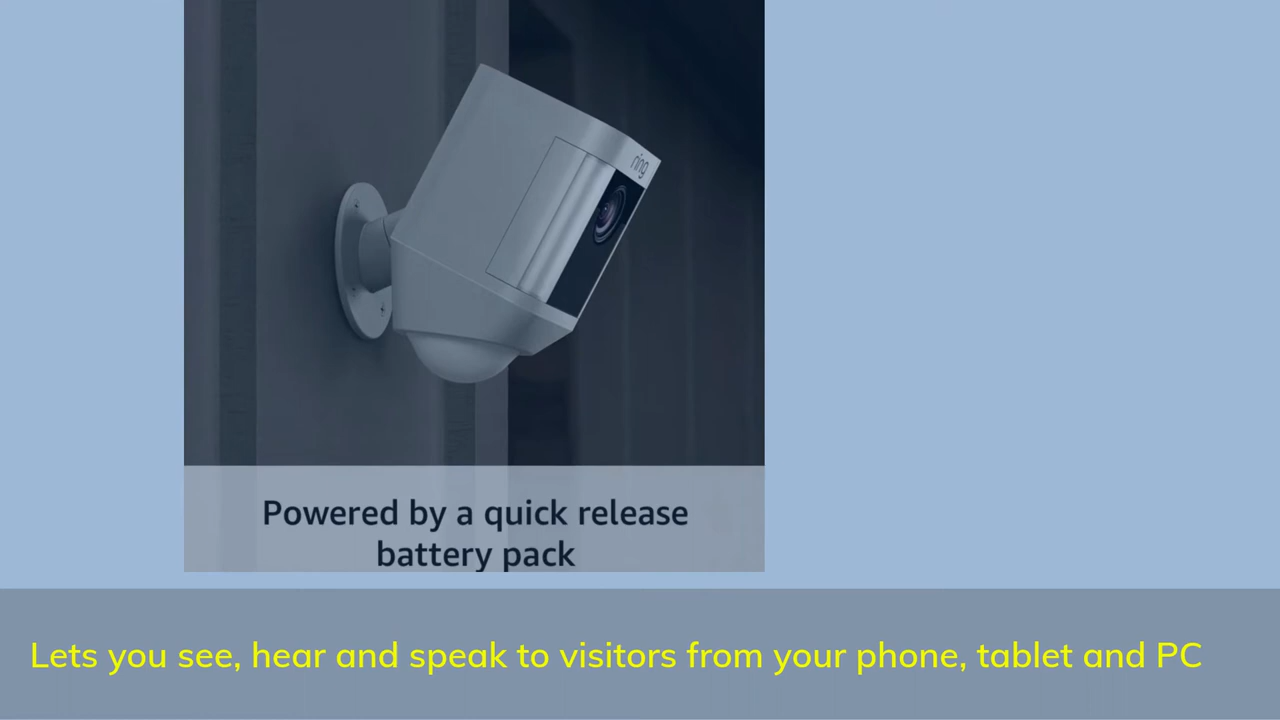 ring
Powered by a quick release
battery pack
Lets you see, hear and speak to visitors from your phone, tablet and PC